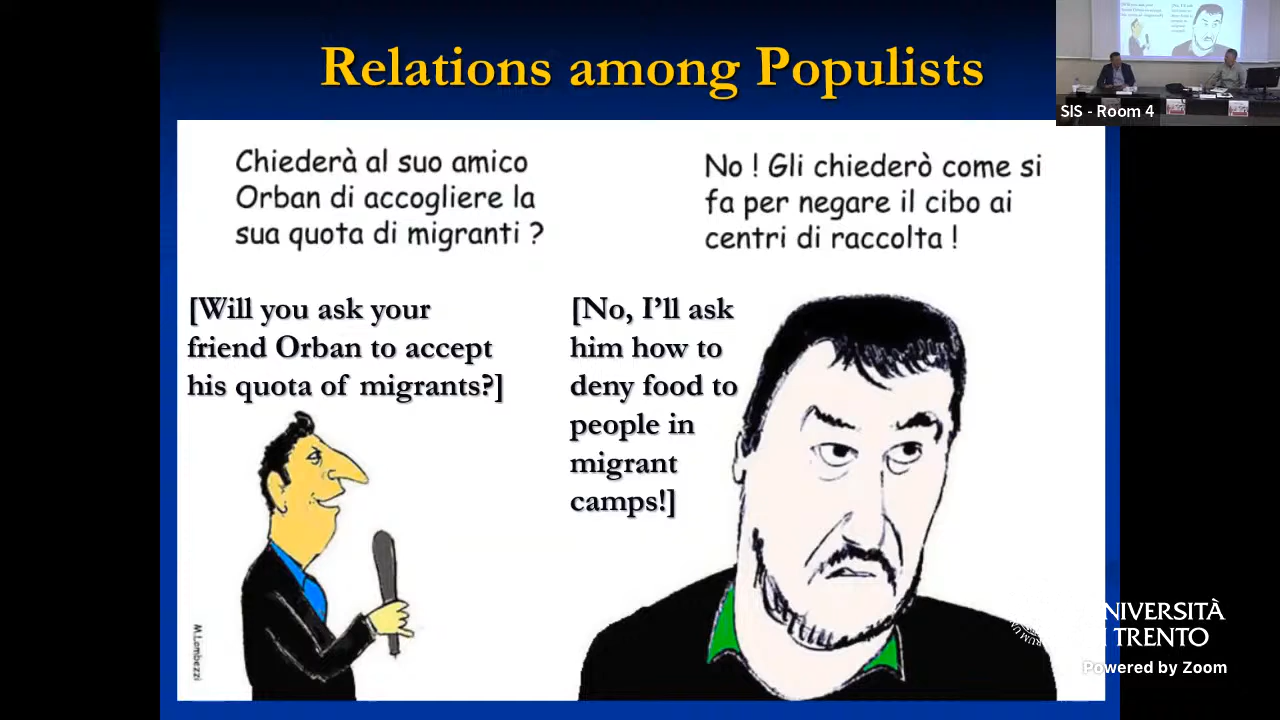 Relations among Populists
SIS - Room 4
Chiederà al suo amico
Orban di accogliere la
sua quota di migranti ?
No ! Gli chiederò come si
fa per negare il cibo ai
centri di raccolta !
[Will you ask your
friend Orban to accept
his quota of migrants?]
[No, I’ll ask
him how to
deny food to
people in
migrant
camps!]
M.Lombezzi
UNIVERSITÀ
DI TRENTO
Powered by Zoom